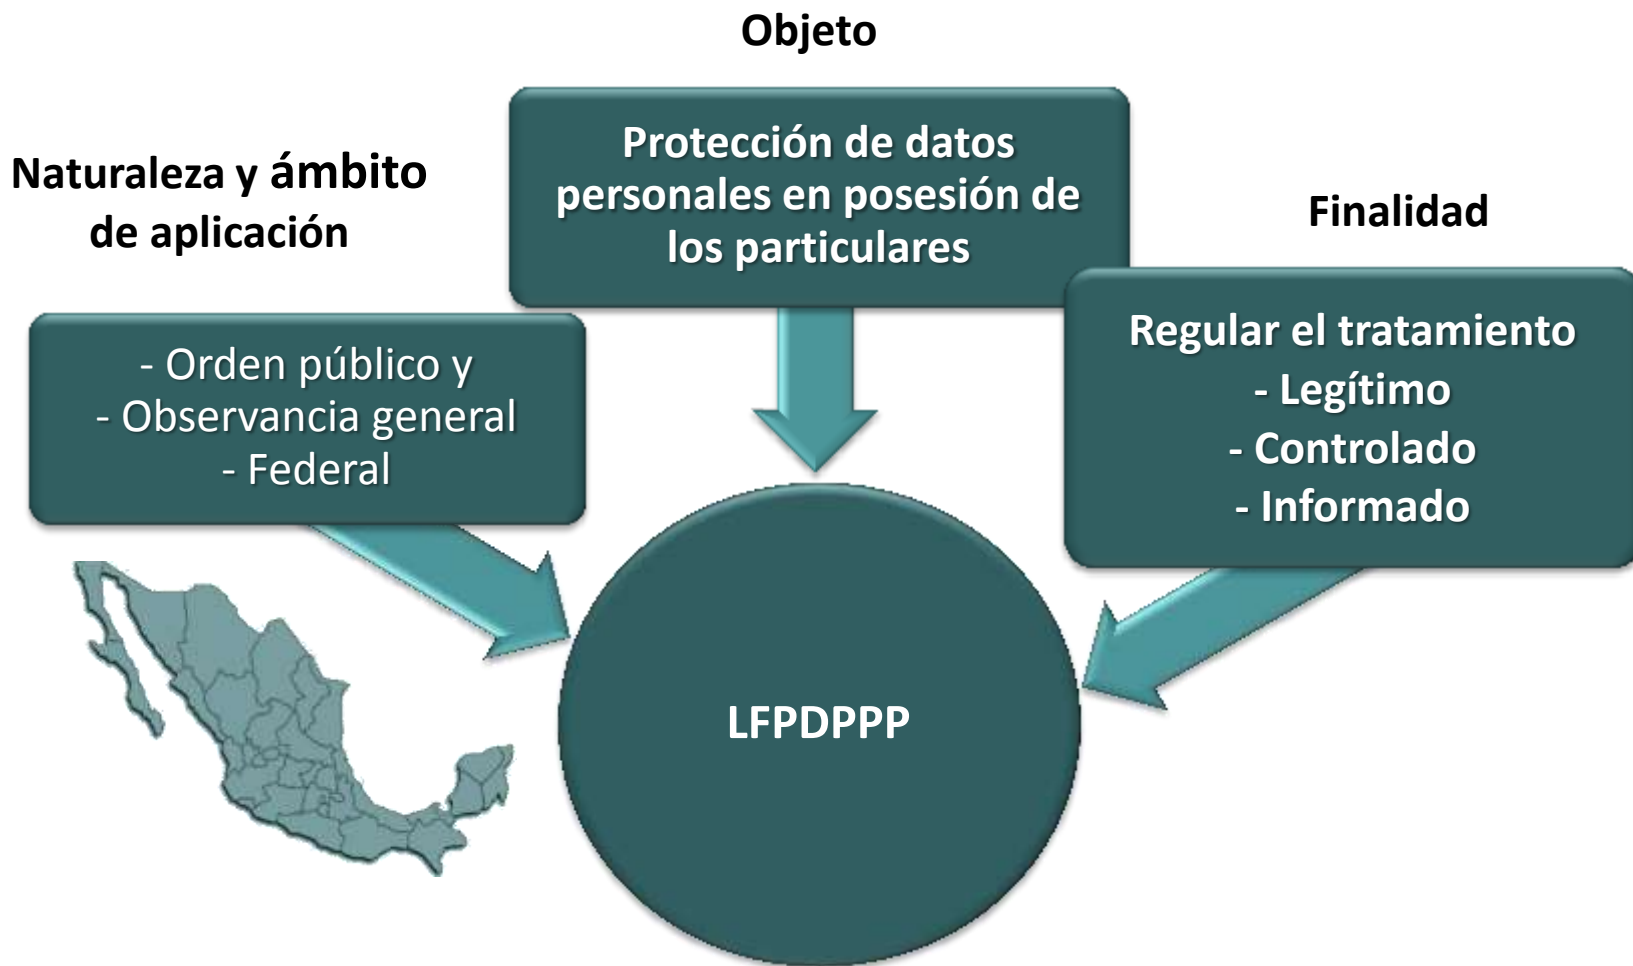 Objeto
Protección de datos
personales en posesión de
los particulares
Naturaleza y ámbito
de aplicación
- Orden público y
- Observancia general
- Federal
Finalidad
Regular el tratamiento
- Legítimo
- Controlado
- Informado
LFPDPPP